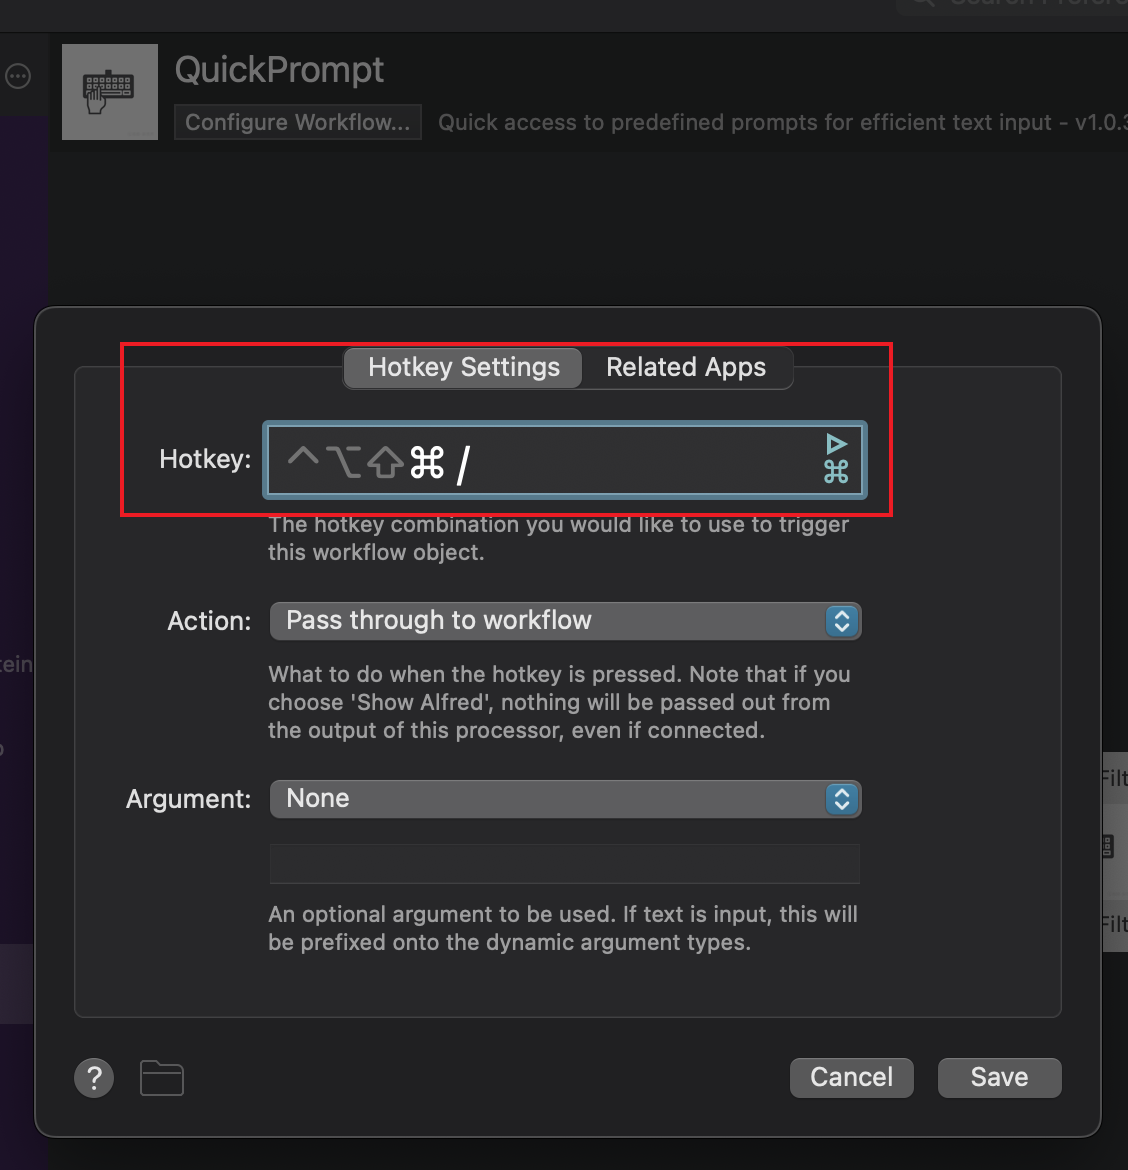 QuickPrompt
Configure Workflow...
Quick access to predefined prompts for efficient text input - v1.0.3
Hotkey Settings
Related Apps
Hotkey:
⌃⌥⇧⌘ /
⌘
The hotkey combination you would like to use to trigger
this workflow object.
Action:
Pass through to workflow
What to do when the hotkey is pressed. Note that if you
choose 'Show Alfred', nothing will be passed out from
the output of this processor, even if connected.
Argument:
None
An optional argument to be used. If text is input, this will
be prefixed onto the dynamic argument types.
tein
Filt
Filt
?
Cancel
Save